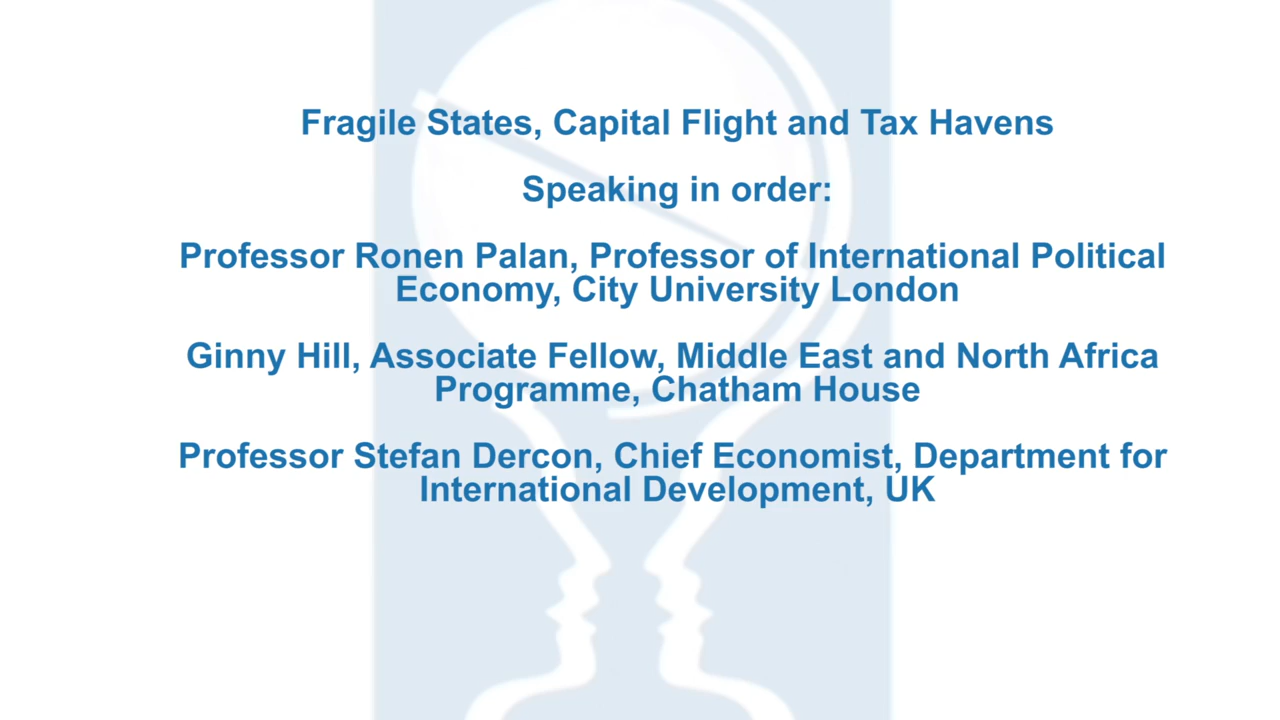 Fragile States, Capital Flight and Tax Havens
Speaking in order:
Professor Ronen Palan, Professor of International Political
Economy, City University London
Ginny Hill, Associate Fellow, Middle East and North Africa
Programme, Chatham House
Professor Stefan Dercon, Chief Economist, Department for
International Development, UK